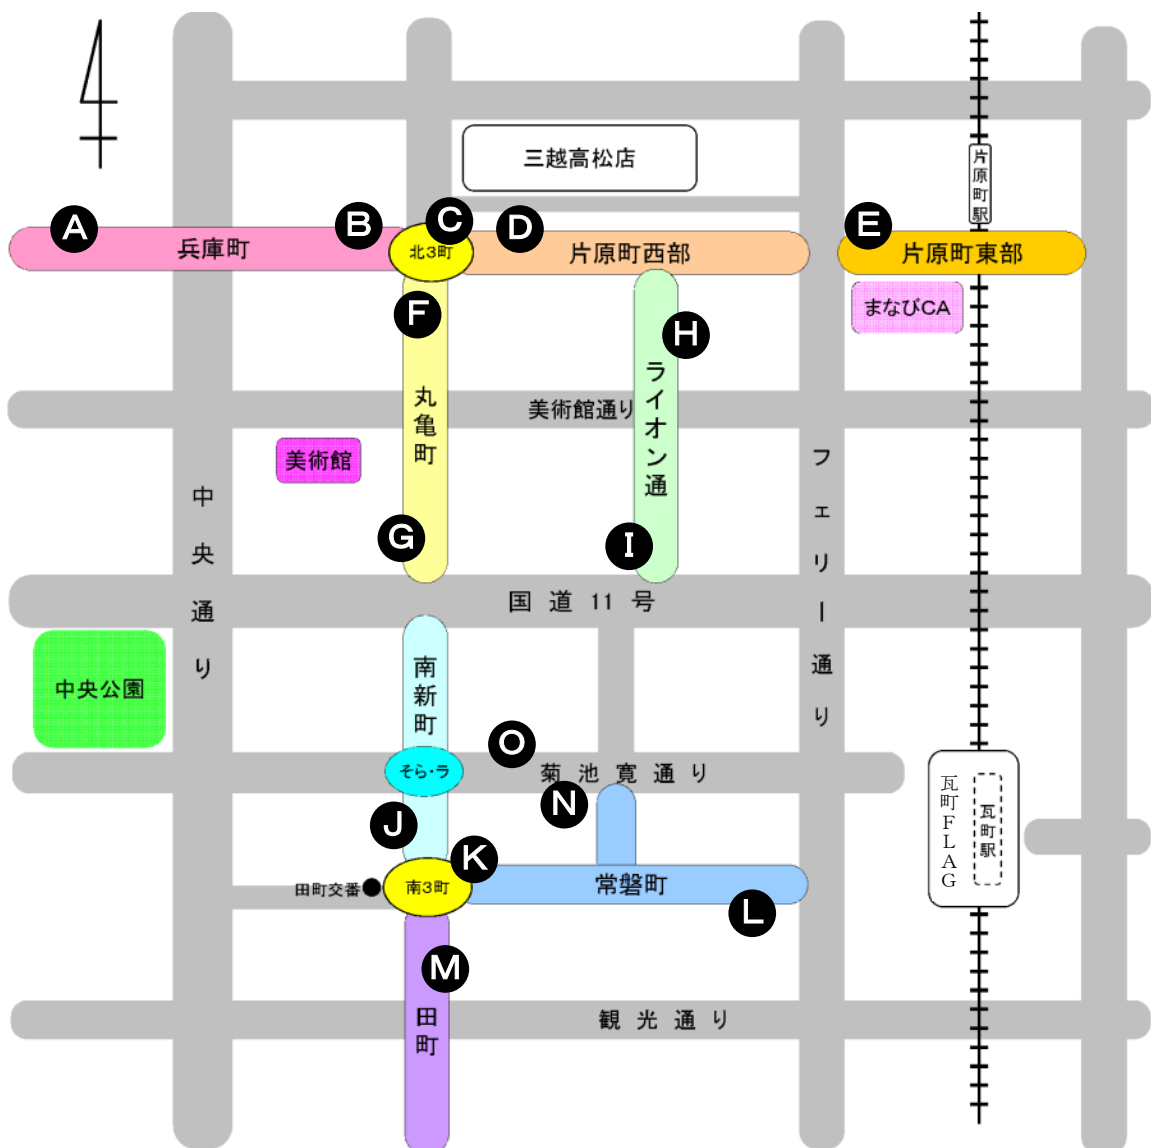 三越高松店
片原町駅
A
B
C
D
E
兵庫町
北3町
片原町西部
片原町東部
まなびCA
F
H
丸亀町
ライオン通
美術館通り
美術館
フェリー通り
中央通り
G
I
国道11号
中央公園
南新町
O
そら・ラ
菊池寛通り
N
J
瓦町FLAG
瓦町駅
K
田町交番
南3町
常磐町
L
M
田町
観光通り